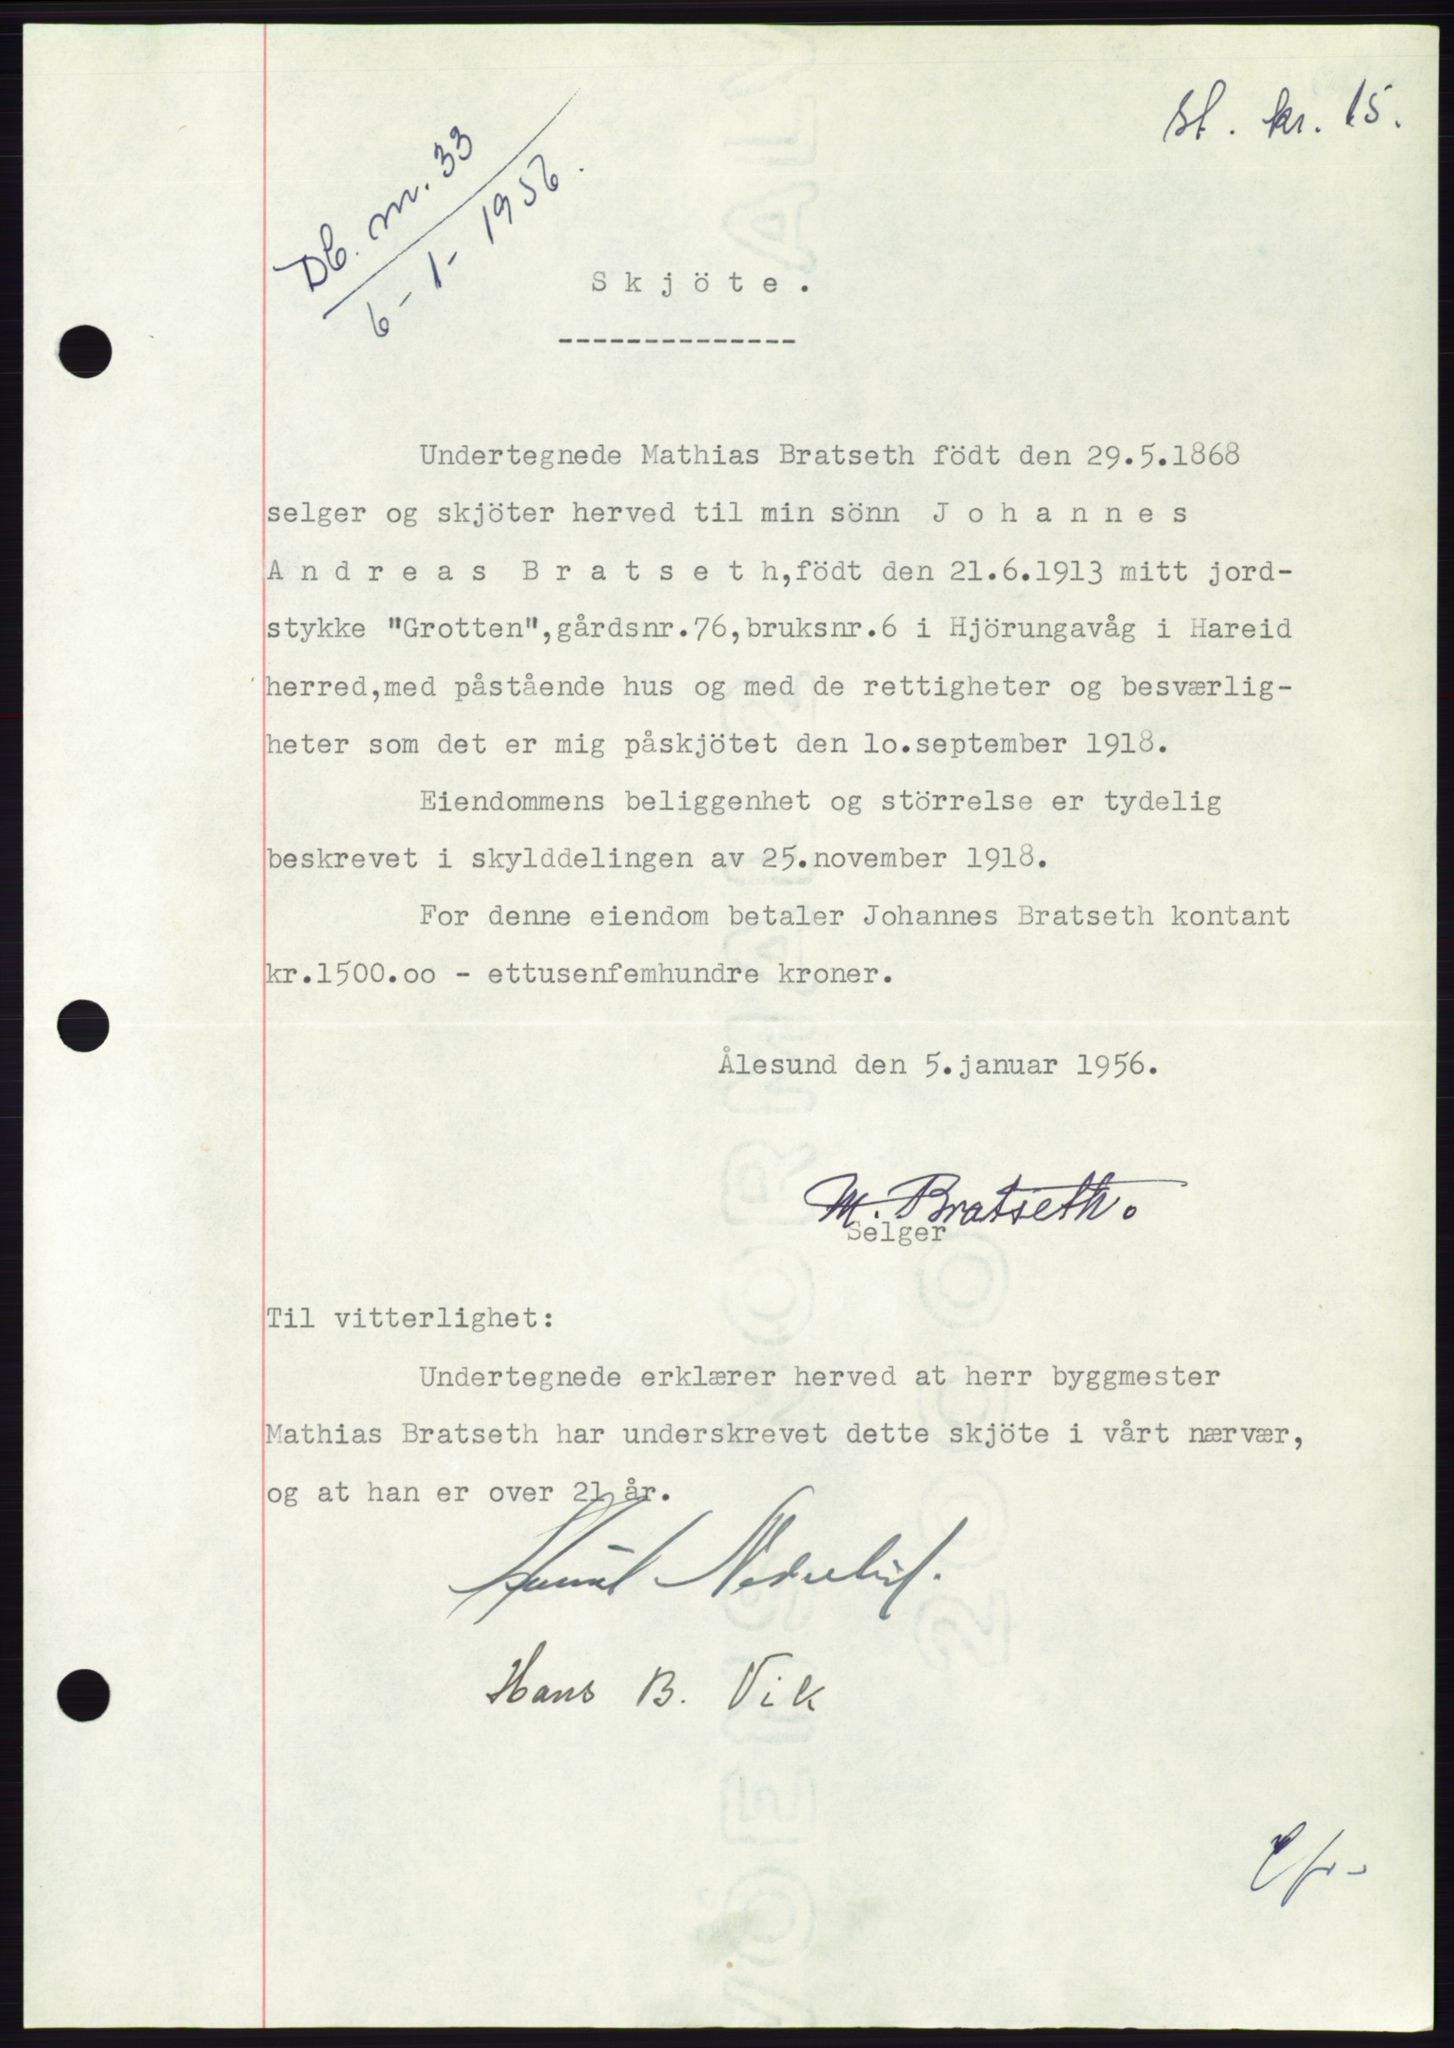 st. kr. 15.
Db. nr. 33
6-1-1956.
Skjöte.
--------------
Undertegnede Mathias Bratseth födt den 29.5.1868
selger og skjöter herved til min sönn Johannes
Andreas Bratseth,födt den 21.6.1913 mitt jord-
stykke "Grotten",gårdsnr.76,bruksnr.6 i Hjörungavåg i Hareid
herred,med påstående hus og med de rettigheter og besværlig-
heter som det er mig påskjötet den 10.september 1918.
Eiendommens beliggenhet og störrelse er tydelig
beskrevet i skylddelingen av 25.november 1918.
For denne eiendom betaler Johannes Bratseth kontant
kr.1500.oo - ettusenfemhundre kroner.
Ålesund den 5.januar 1956.
M. Bratseth.
Selger
Til vitterlighet:
Undertegnede erklærer herved at herr byggmester
Mathias Bratseth har underskrevet dette skjöte i vårt nærvær,
og at han er over 21 år.
Hans B. Vik